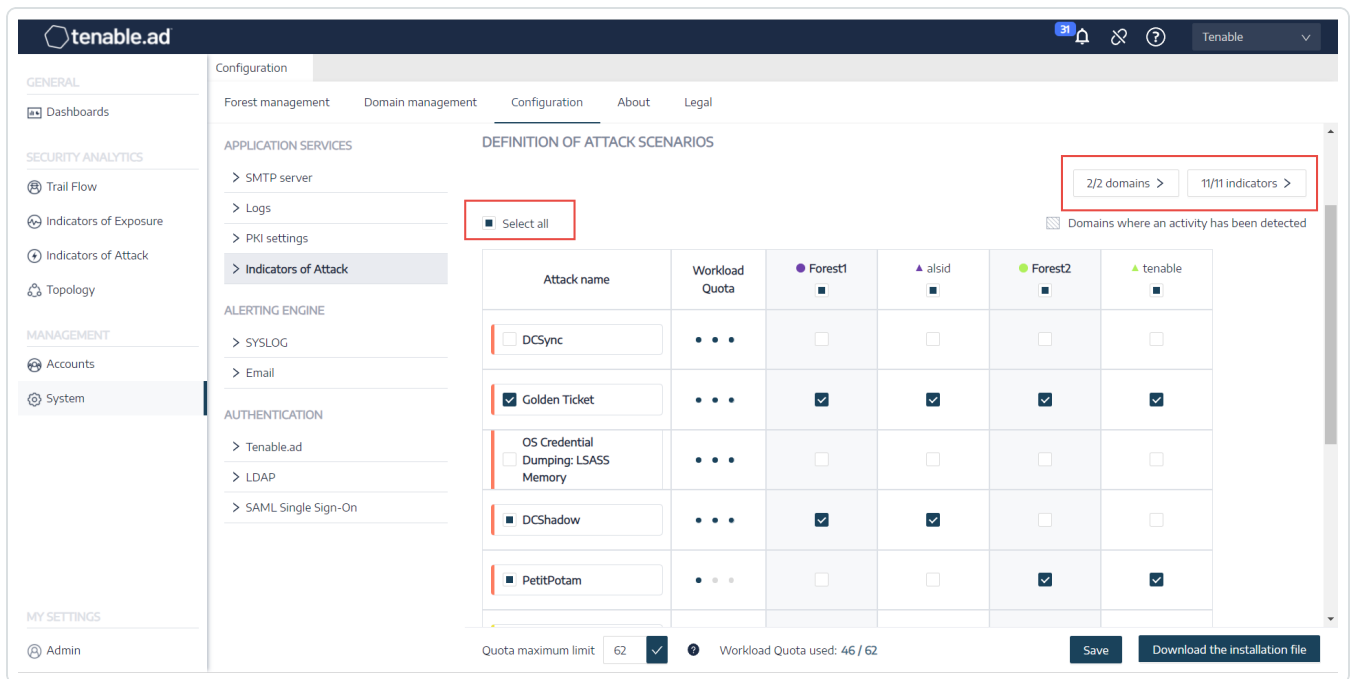 tenable.ad
31
Tenable
GENERAL
Dashboards
SECURITY ANALYTICS
Trail Flow
Indicators of Exposure
Indicators of Attack
Topology
MANAGEMENT
Accounts
System
MY SETTINGS
Admin
Configuration
Forest management Domain management Configuration About Legal
APPLICATION SERVICES
SMTP server
Logs
PKI settings
Indicators of Attack
ALERTING ENGINE
SYSLOG
Email
AUTHENTICATION
Tenable.ad
LDAP
SAML Single Sign-On
DEFINITION OF ATTACK SCENARIOS
2/2 domains 11/11 indicators
Select all
Domains where an activity has been detected
Attack name
Workload
Quota
Forest1
alsid
Forest2
tenable
DCSync
Golden Ticket
OS Credential
Dumping: LSASS
Memory
DCShadow
PetitPotam
Quota maximum limit 62 Workload Quota used: 46 / 62
Save
Download the installation file